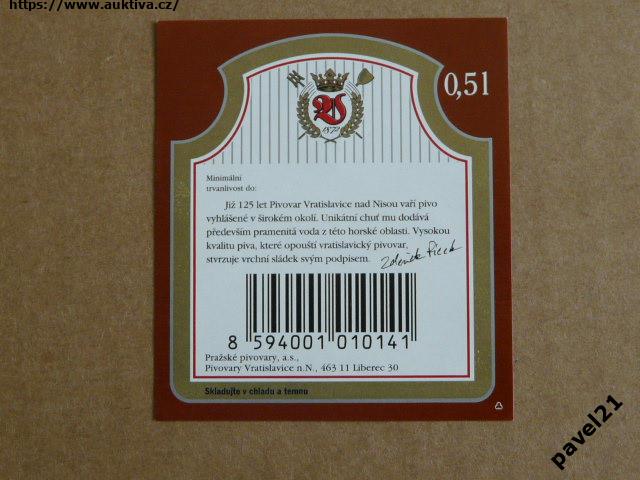 https://www.auktiva.cz/
0,5l
1872
Minimální
trvanlivost do:
Již 125 let Pivovar Vratislavice nad Nisou vaří pivo
vyhlášené v širokém okolí. Unikátní chuť mu dodává
především pramenitá voda z této horské oblasti. Vysokou
kvalitu piva, které opouští vratislavický pivovar,
stvrzuje vrchní sládek svým podpisem.
8 594001 010141
Pražské pivovary, a.s.,
Pivovary Vratislavice n.N., 463 11 Liberec 30
Skladujte v chladu a temnu
pavel21